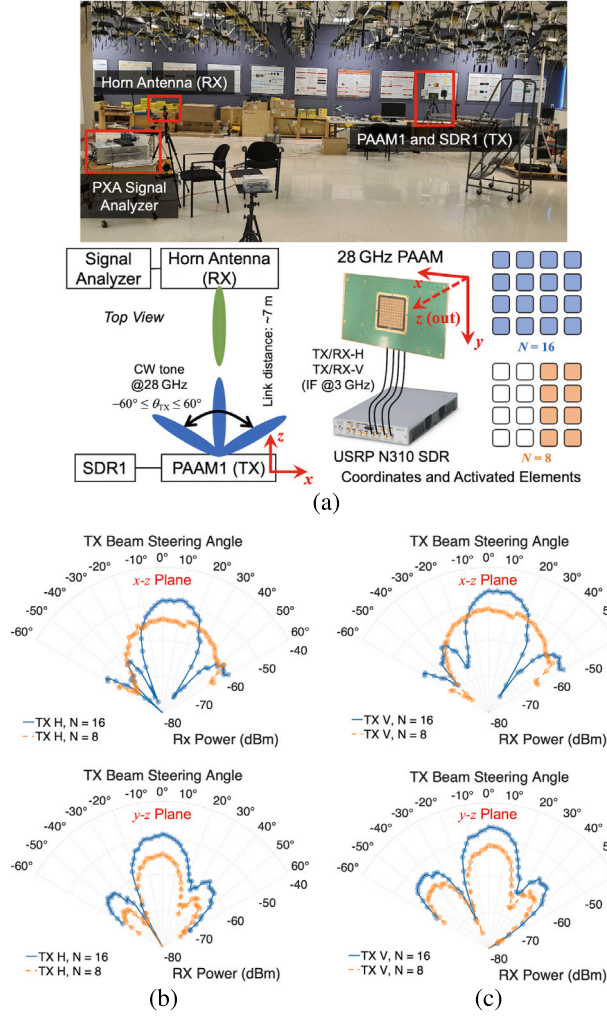 Horn Antenna (RX)
PAAM1 and SDR1 (TX)
PXA Signal
Analyzer
Signal
Analyzer
Horn Antenna
(RX)
Top View
Link distance: ~7 m
CW tone
@28 GHz
−60° ≤ θTX ≤ 60°
z
SDR1
PAAM1 (TX)
x
28 GHz PAAM
x
z (out)
y
TX/RX-H
TX/RX-V
(IF @3 GHz)
USRP N310 SDR
N = 16
N = 8
Coordinates and Activated Elements
(a)
TX Beam Steering Angle
-60° -50° -40° -30° -20° -10° 0° 10° 20° 30° 40° 50° 60°
x-z Plane
-40
-50
-60
-70
-80
TX H, N = 16
TX H, N = 8
Rx Power (dBm)
TX Beam Steering Angle
-60° -50° -40° -30° -20° -10° 0° 10° 20° 30° 40° 50° 60°
x-z Plane
-40
-50
-60
-70
-80
TX V, N = 16
TX V, N = 8
RX Power (dBm)
TX Beam Steering Angle
-60° -50° -40° -30° -20° -10° 0° 10° 20° 30° 40° 50° 60°
y-z Plane
-40
-50
-60
-70
-80
TX H, N = 16
TX H, N = 8
RX Power (dBm)
TX Beam Steering Angle
-60° -50° -40° -30° -20° -10° 0° 10° 20° 30° 40° 50° 60°
y-z Plane
-40
-50
-60
-70
-80
TX V, N = 16
TX V, N = 8
RX Power (dBm)
(b)
(c)